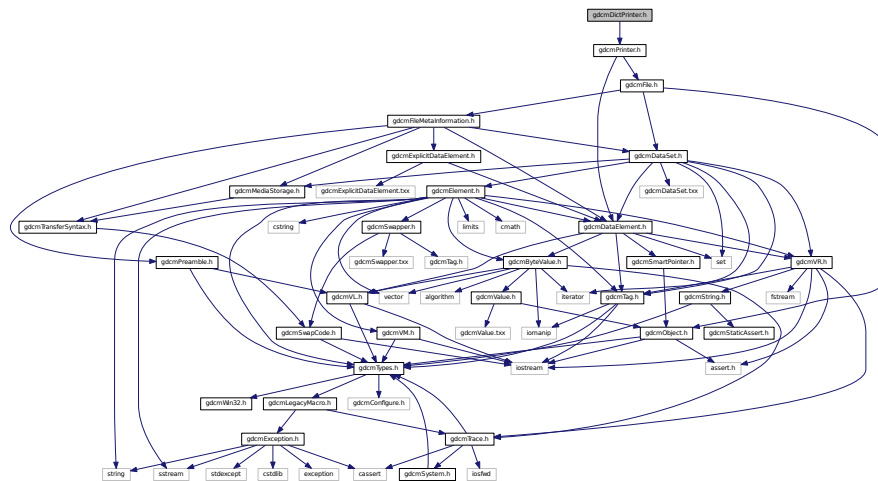 gdcmDictPrinter.h
gdcmPrinter.h
gdcmFile.h
gdcmFileMetaInformation.h
gdcmExplicitDataElement.h
gdcmDataSet.h
gdcmMediaStorage.h
gdcmExplicitDataElement.txx
gdcmElement.h
gdcmDataSet.txx
gdcmTransferSyntax.h
cstring
gdcmSwapper.h
limits
cmath
gdcmDataElement.h
gdcmPreamble.h
gdcmSwapper.txx
gdcmTag.h
gdcmByteValue.h
gdcmSmartPointer.h
set
gdcmVR.h
gdcmVL.h
vector
algorithm
gdcmValue.h
iterator
gdcmTag.h
gdcmString.h
fstream
gdcmSwapCode.h
gdcmVM.h
gdcmValue.txx
iomanip
gdcmObject.h
gdcmStaticAssert.h
gdcmTypes.h
iostream
assert.h
gdcmWin32.h
gdcmLegacyMacro.h
gdcmConfigure.h
gdcmException.h
gdcmTrace.h
string
sstream
stdexcept
cstdlib
exception
cassert
gdcmSystem.h
iosfwd